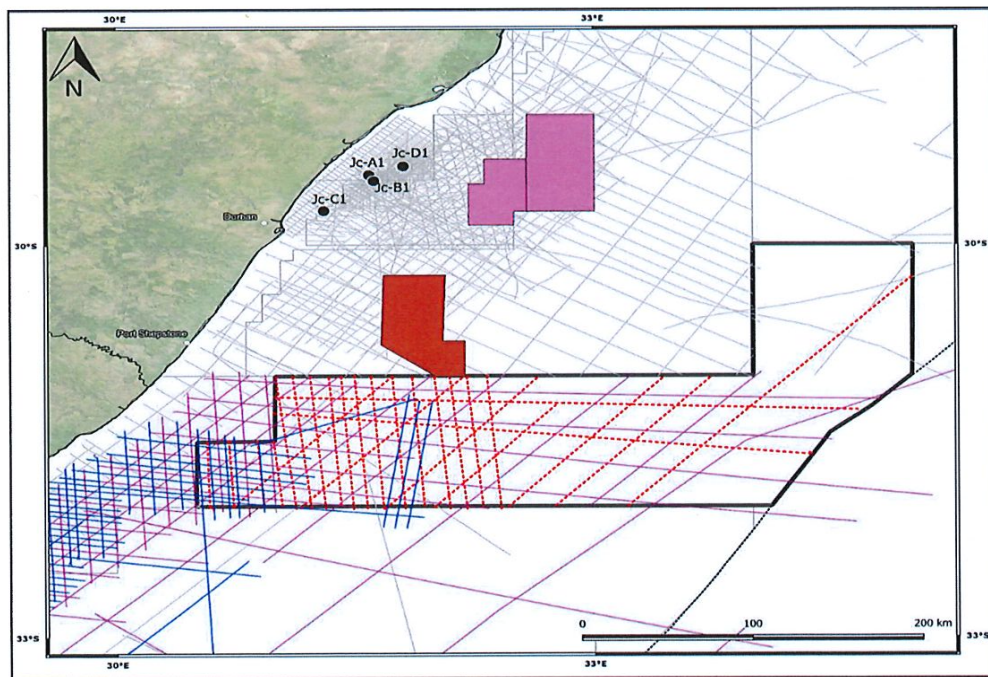 30°E 33°E
N
Jc-D1
Jc-A1
Jc-B1
Jc-C1
Durban
30°S 30°S
Port Shepstone
33°S 0 100 200 km 33°S
30°E 33°E